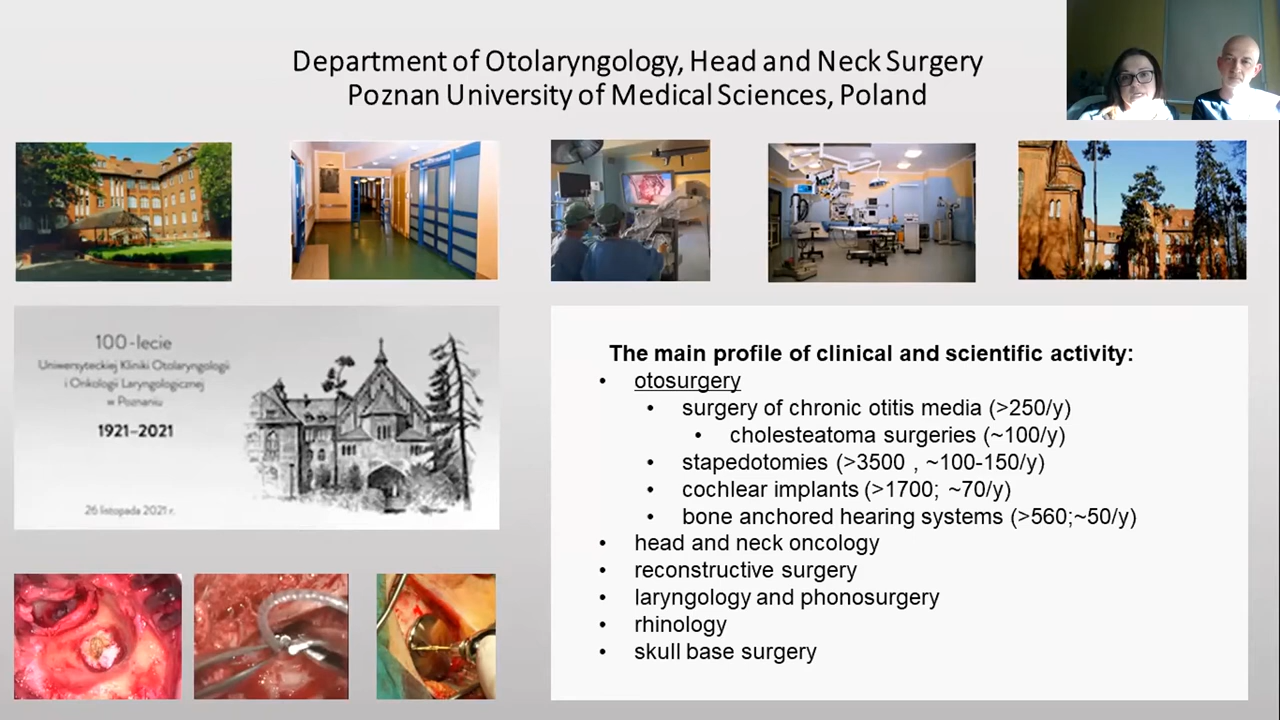 Department of Otolaryngology, Head and Neck Surgery
Poznan University of Medical Sciences, Poland
100-lecie
Uniwersyteckiej Kliniki Otolaryngologii
i Onkologii Laryngologicznej
w Poznaniu
1921–2021
26 listopada 2021 r.
The main profile of clinical and scientific activity:
• otosurgery
• surgery of chronic otitis media (>250/y)
• cholesteatoma surgeries (~100/y)
• stapedotomies (>3500 , ~100-150/y)
• cochlear implants (>1700; ~70/y)
• bone anchored hearing systems (>560;~50/y)
• head and neck oncology
• reconstructive surgery
• laryngology and phonosurgery
• rhinology
• skull base surgery